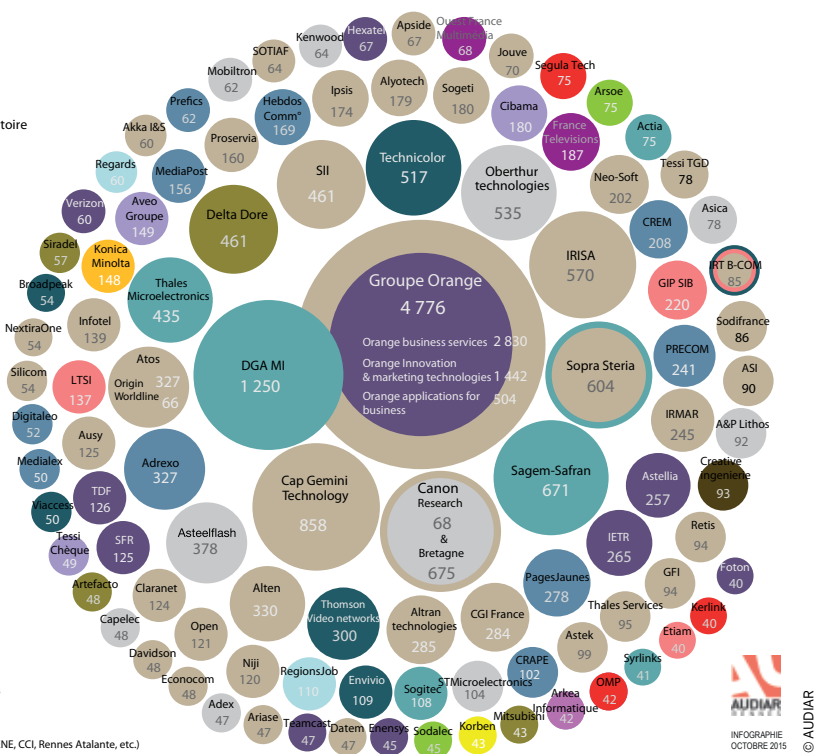 Apside
67
Ouest France
Multimédia
68
Hexatel
67
Kenwood
64
SOTIAF
64
Jouve
70
Segula Tech
75
Mobiltron
62
Ipsis
174
Alyotech
179
Sogeti
180
Arsoe
75
Prefics
62
Hebdos
Comm°
169
Cibama
180
France
Televisions
187
Actia
75
toire
Akka I&S
60
Proservia
160
Technicolor
517
Tessi TGD
78
Regards
60
MediaPost
156
SII
461
Oberthur
technologies
535
Neo-Soft
202
Verizon
60
Aveo
Groupe
149
Delta Dore
461
CREM
208
Asica
78
Siradel
57
Konica
Minolta
148
IRISA
570
IRT B-COM
85
Broadpeak
54
Thales
Microelectronics
435
Groupe Orange
4 776
Orange business services 2 830
Orange Innovation
& marketing technologies 1 442
Orange applications for
business
504
GIP SIB
220
NextiraOne
54
Infotel
139
Sodifrance
86
DGA MI
1 250
Sopra Steria
604
PRECOM
241
Silicom
54
LTSI
137
Atos
Origin 327
Worldline 66
ASI
90
Digitaleo
52
Ausy
125
IRMAR
245
A&P Lithos
92
Medialex
50
Adrexo
327
Cap Gemini
Technology
858
Canon
Research
68
&
Bretagne
675
Sagem-Safran
671
Astellia
257
Creative
ingenierie
93
Viaccess
50
TDF
126
Tessi
Chèque
49
SFR
125
Asteelflash
378
IETR
265
Retis
94
Artefacto
48
Claranet
124
Alten
330
Thomson
Video networks
300
Altran
technologies
285
CGI France
284
PagesJaunes
278
GFI
94
Foton
40
Capelec
48
Open
121
Thales Services
95
Kerlink
40
Davidson
48
Niji
120
Astek
99
Etiam
40
Econocom
48
RegionsJob
110
Envivio
109
Sogitec
108
STMicroelectronics
104
CRAPE
102
Syrlinks
41
Adex
47
Ariase
47
Teamcast
47
Datem
47
Enensys
45
Sodalec
45
Korben
43
Mitsubishi
43
Arkea
Informatique
42
OMP
42
AUDIAR
RENNES
INFOGRAPHIE
OCTOBRE 2015
© AUDIAR
NE, CCI, Rennes Atalante, etc.)